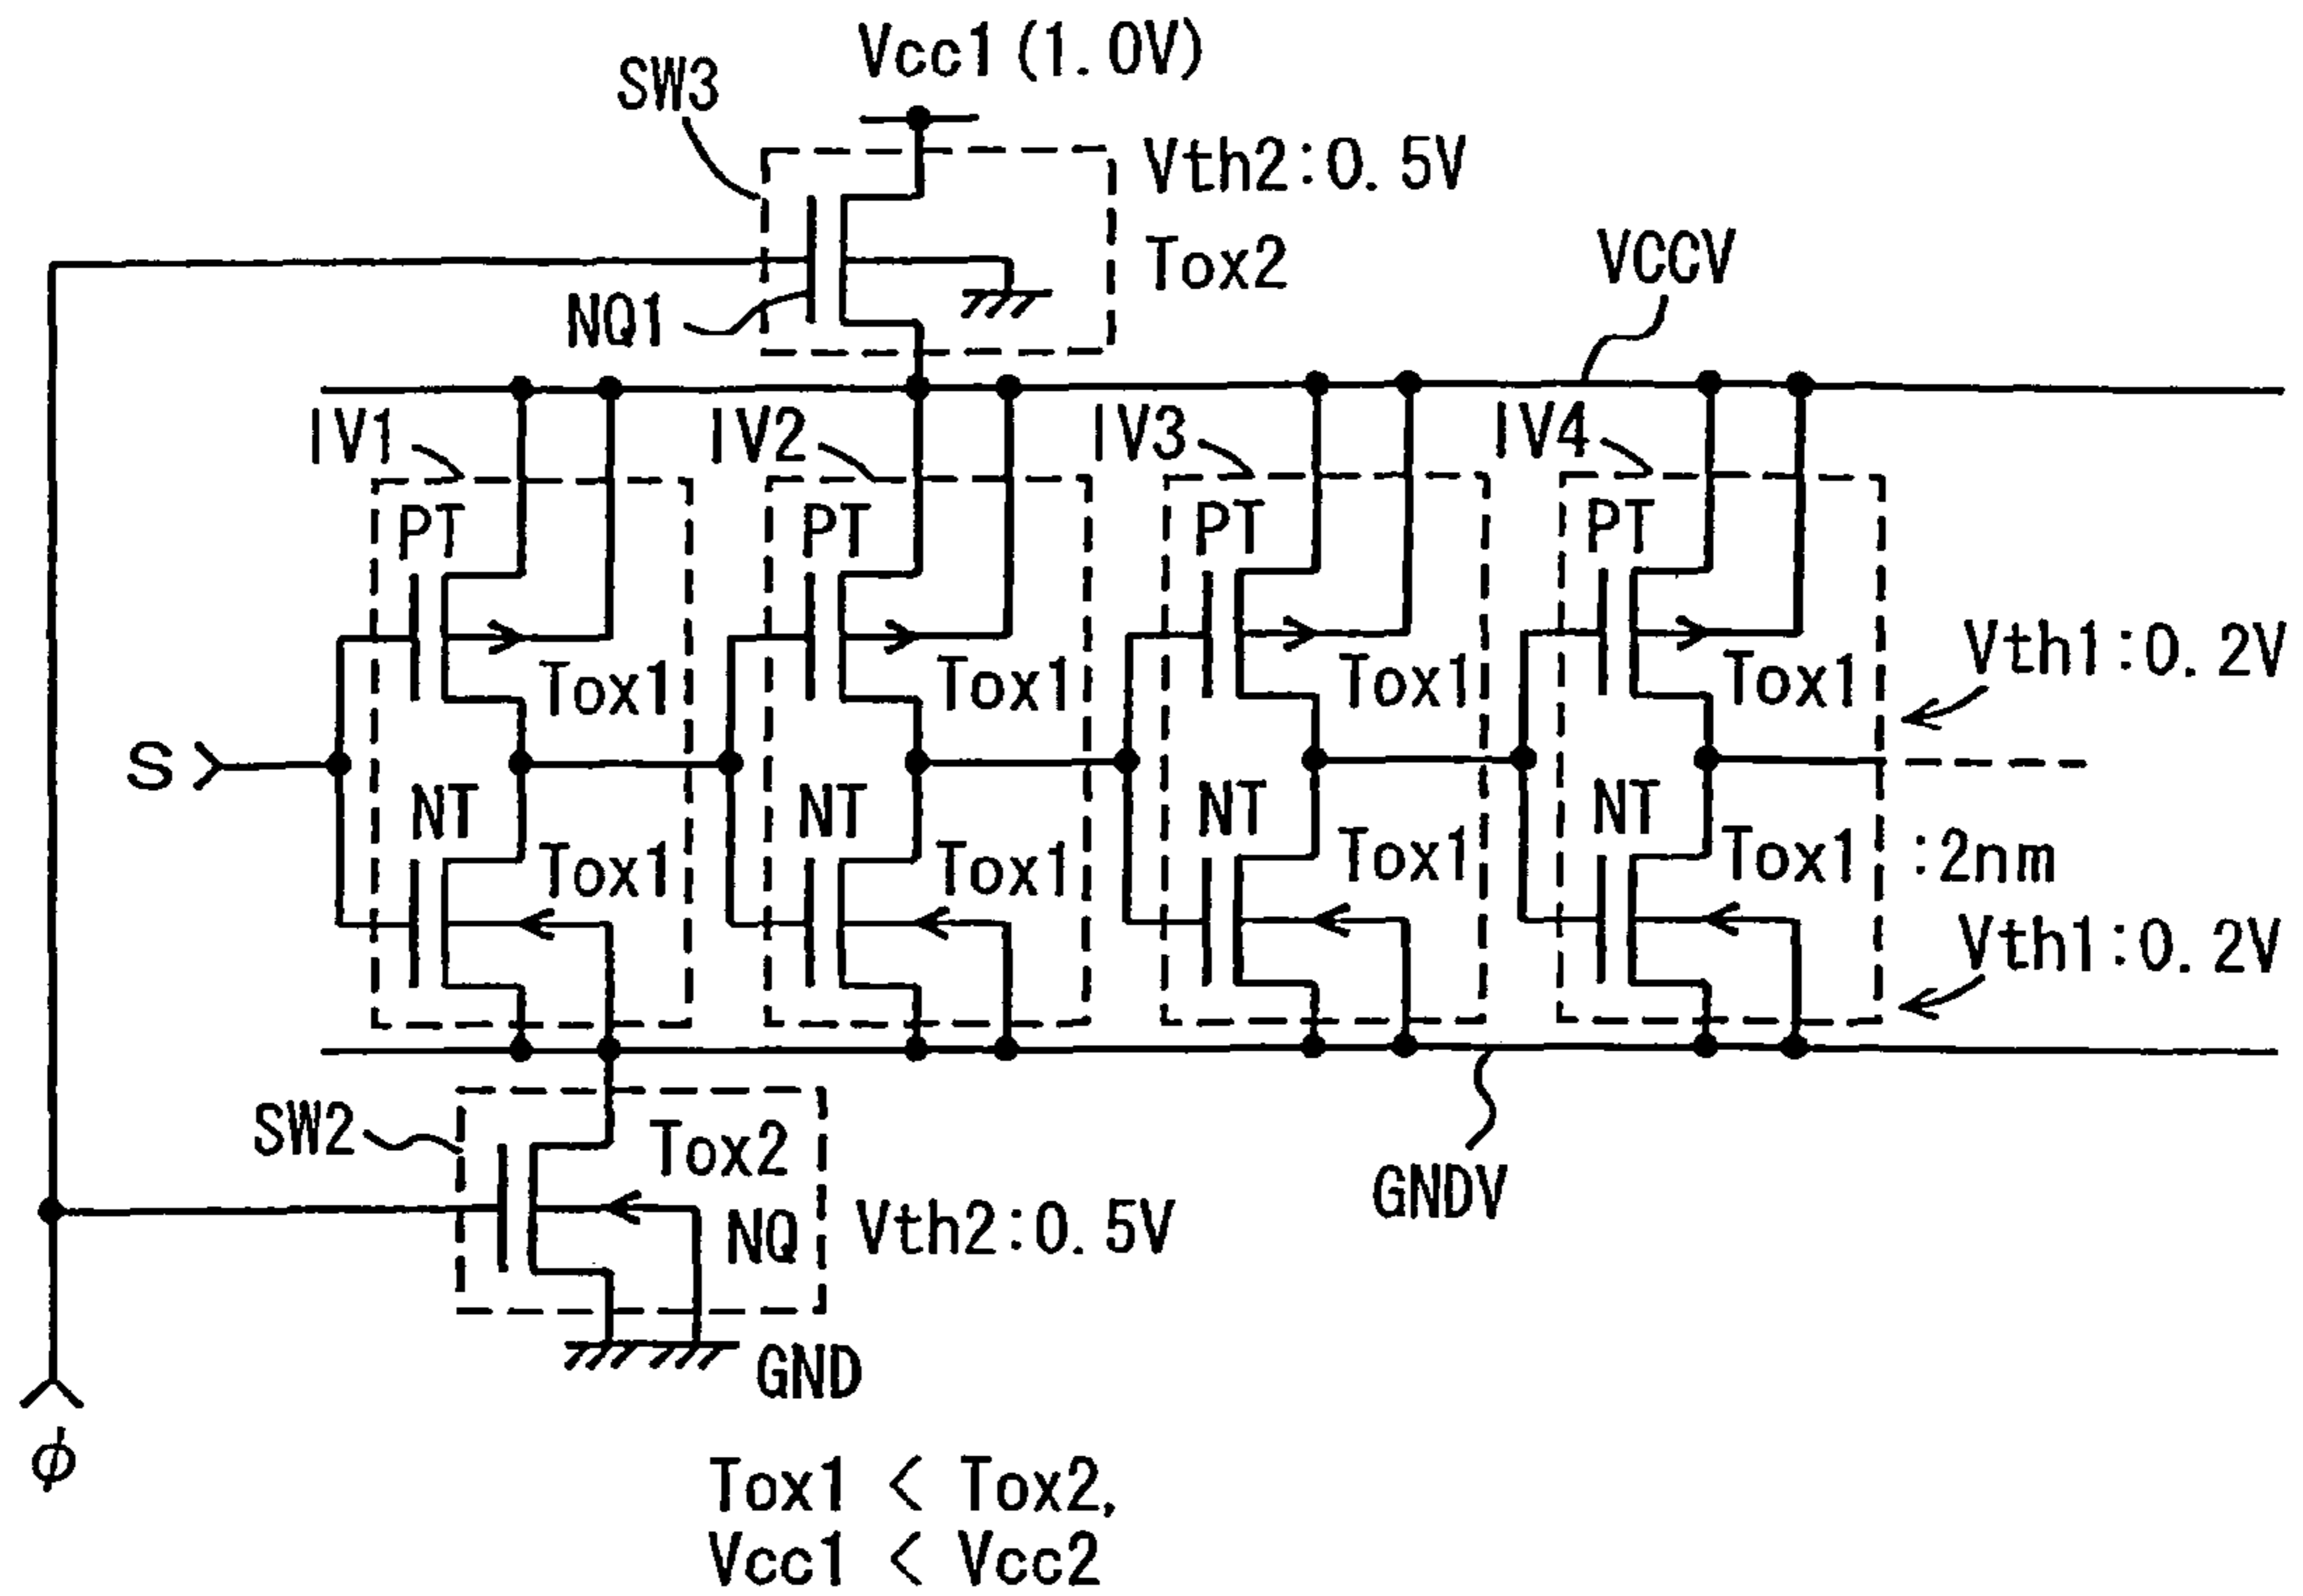 Vcc1 (1.0V)
SW3
Vth2:0.5V
Tox2
VCCV
NQ1
IV1
IV2
IV3
IV4
PT
PT
PT
PT
Tox1
Tox1
Tox1
Tox1
Vth1:0.2V
S
NT
NT
NT
NT
Tox1
Tox1
Tox1
Tox1 :2nm
Vth1:0.2V
SW2
Tox2
NQ
Vth2:0.5V
GNDV
GND
φ
Tox1 < Tox2,
Vcc1 < Vcc2